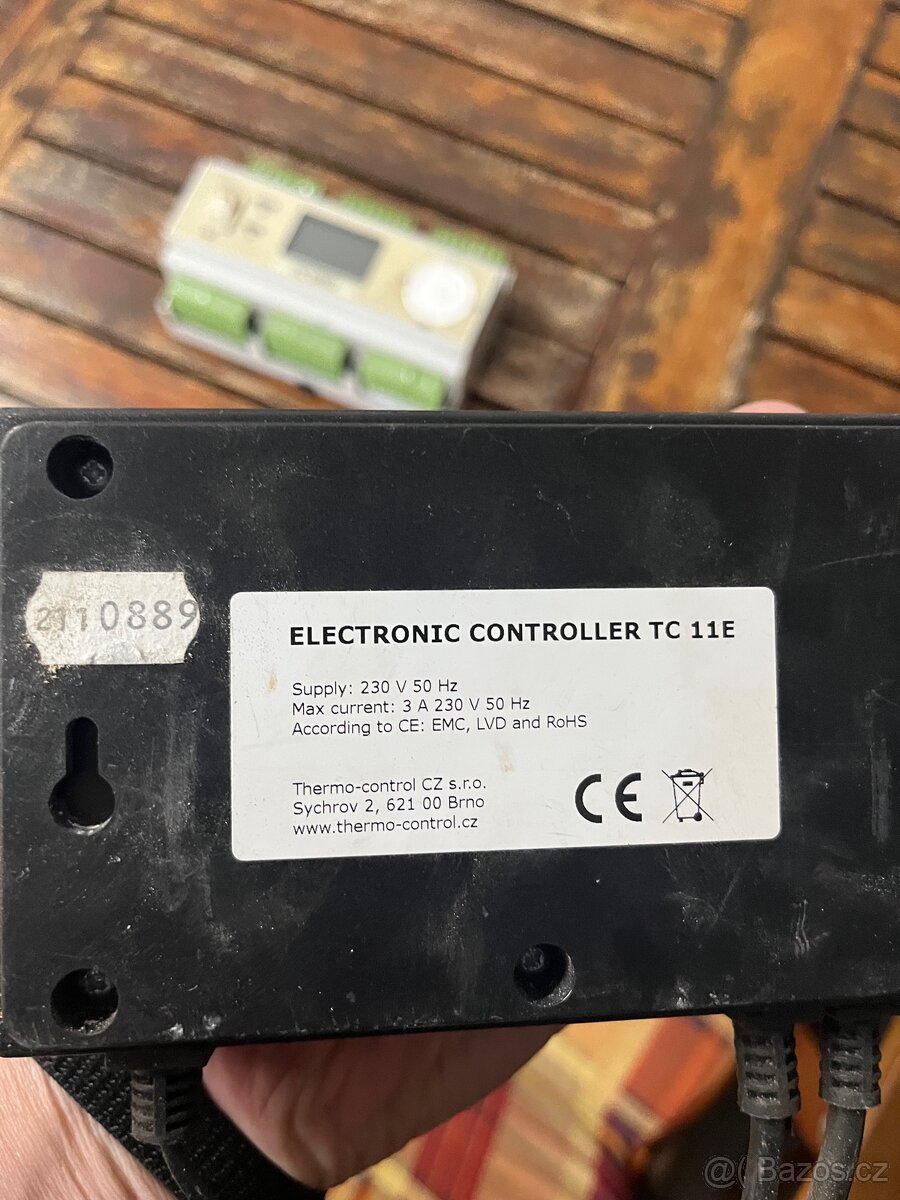 2110889
ELECTRONIC CONTROLLER TC 11E
Supply: 230 V 50 Hz
Max current: 3 A 230 V 50 Hz
According to CE: EMC, LVD and RoHS
Thermo-control CZ s.r.o.
Sychrov 2, 621 00 Brno
www.thermo-control.cz
CE
@( Bazos.cz